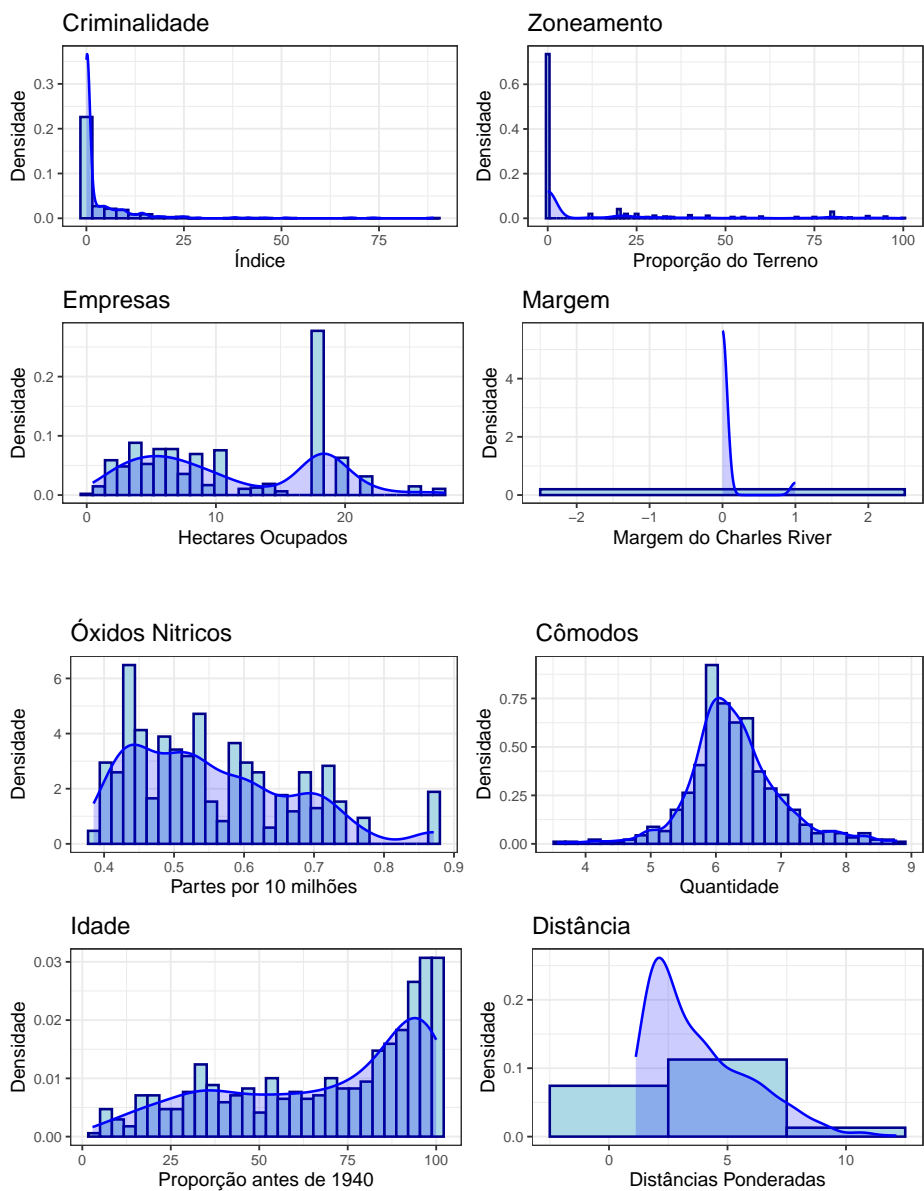 Criminalidade
Densidade
0.3
0.2
0.1
0.0
0 25 50 75
Índice
Zoneamento
Densidade
0.6
0.4
0.2
0.0
0 25 50 75 100
Proporção do Terreno
Empresas
Densidade
0.2
0.1
0.0
0 10 20
Hectares Ocupados
Margem
Densidade
4
2
0
−2 −1 0 1 2
Margem do Charles River
Óxidos Nitricos
Densidade
6
4
2
0
0.4 0.5 0.6 0.7 0.8 0.9
Partes por 10 milhões
Cômodos
Densidade
0.75
0.50
0.25
0.00
4 5 6 7 8 9
Quantidade
Idade
Densidade
0.03
0.02
0.01
0.00
0 25 50 75 100
Proporção antes de 1940
Distância
Densidade
0.2
0.1
0.0
0 5 10
Distâncias Ponderadas